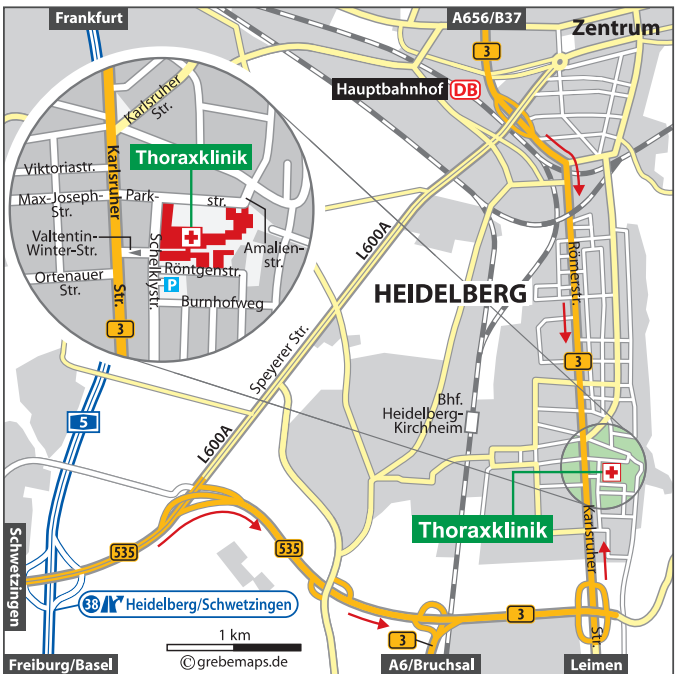 Frankfurt
A656/B37
Zentrum
3
Hauptbahnhof DB
Karlsruher
Str.
Karlsruher
Thoraxklinik
Viktoriastr.
Max-Joseph-
Str.
Park-
str.
Valtentin-
Winter-Str.
Amalien-
str.
Scheffkystr.
Röntgenstr.
Ortenauer
Str.
Str.
P
Burnhofweg
3
L600A
Römerstr.
HEIDELBERG
Speyerer Str.
3
Bhf.
Heidelberg-
Kirchheim
5
L600A
Thoraxklinik
Karlsruher
Str.
Schwetzingen
535
535
38 Heidelberg/Schwetzingen
3
3
1 km
© grebemaps.de
Freiburg/Basel
A6/Bruchsal
Leimen